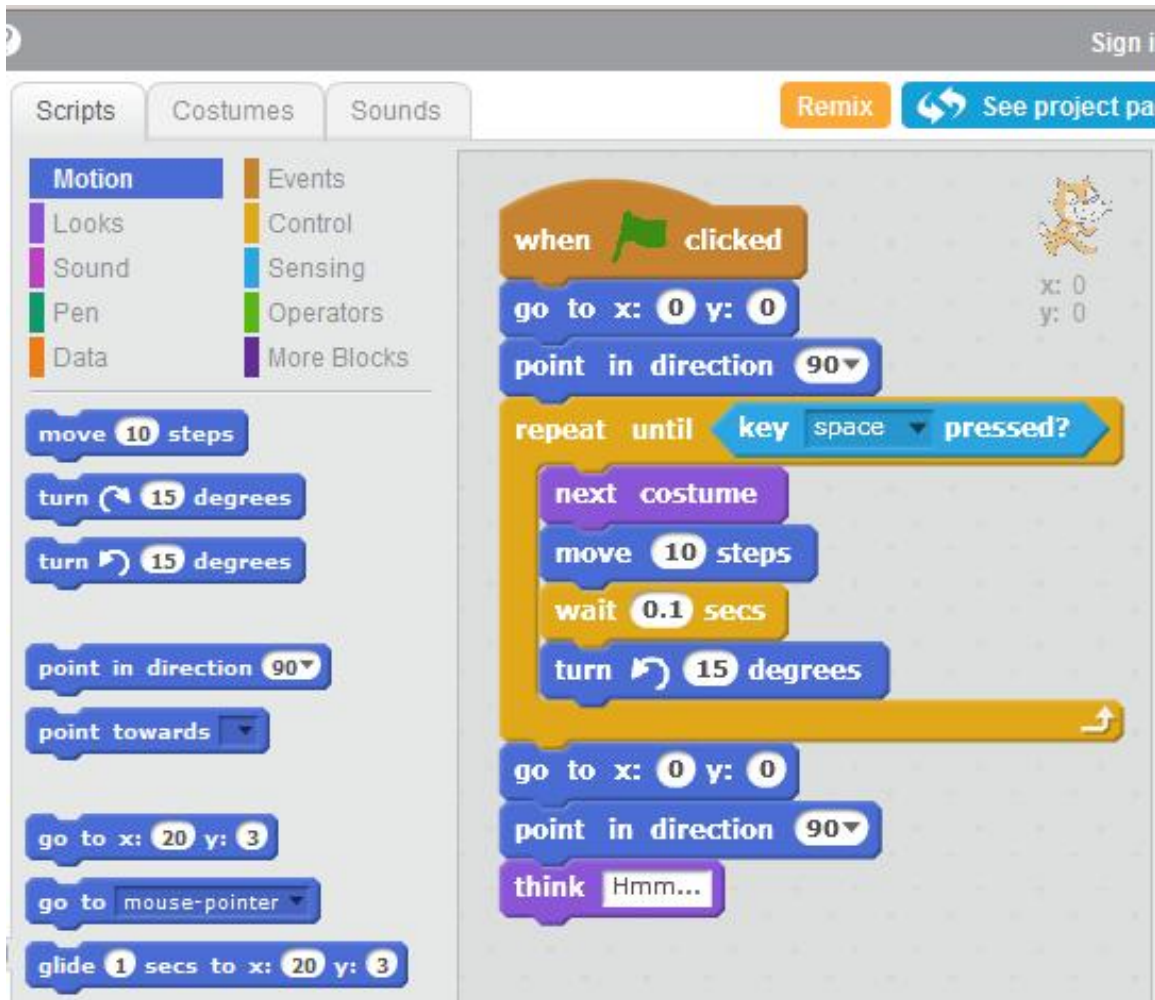 Sign i
Scripts Costumes Sounds
Remix See project pa
Motion Events
Looks Control
Sound Sensing
Pen Operators
Data More Blocks
move 10 steps
turn 15 degrees
turn 15 degrees
point in direction 90
point towards
go to x: 20 y: 3
go to mouse-pointer
glide 1 secs to x: 20 y: 3
when clicked
go to x: 0 y: 0
point in direction 90
repeat until key space pressed?
next costume
move 10 steps
wait 0.1 secs
turn 15 degrees
go to x: 0 y: 0
point in direction 90
think Hmm...
x: 0
y: 0